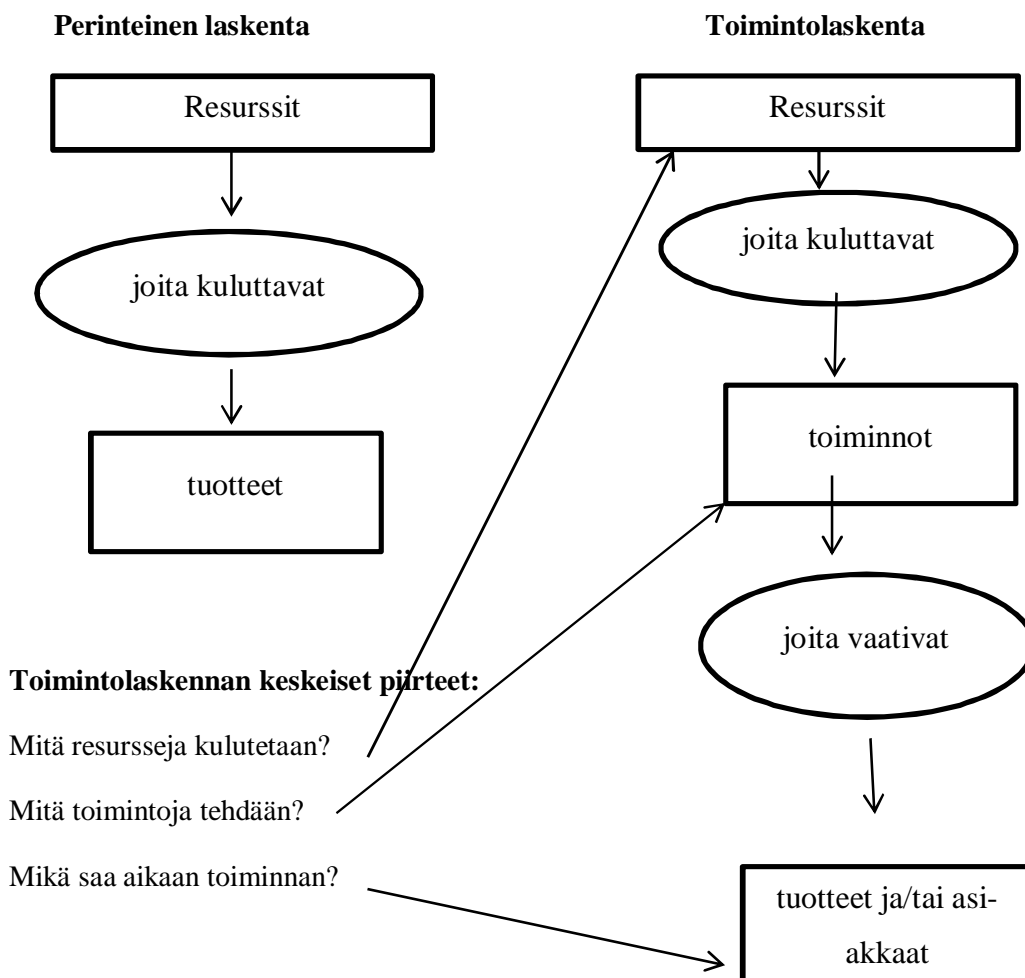 Perinteinen laskenta
Toimintolaskenta
Resurssit
Resurssit
joita kuluttavat
joita kuluttavat
tuotteet
toiminnot
joita vaativat
Toimintolaskennan keskeiset piirteet:
Mitä resursseja kulutetaan?
Mitä toimintoja tehdään?
Mikä saa aikaan toiminnan?
tuotteet ja/tai asi-
akkaat